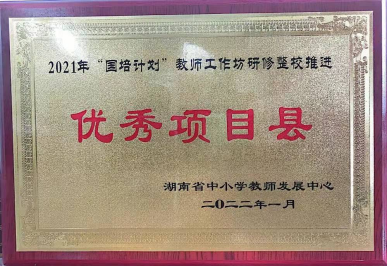 2021年“国培计划”教师工作坊研修整校推进
优秀项目县
湖南省中小学教师发展中心
二〇二二年一月